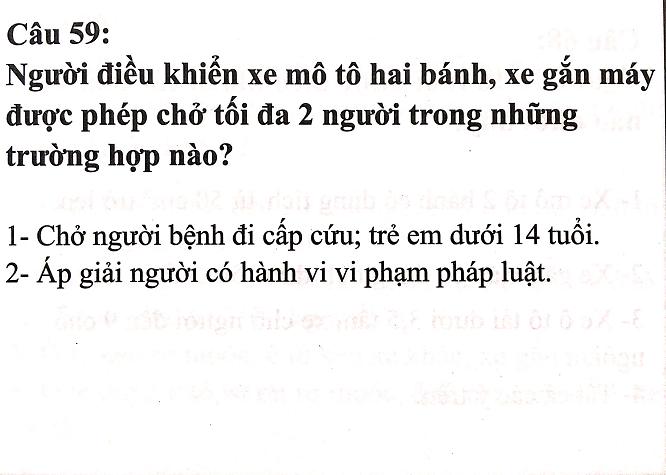 Câu 59:
Người điều khiển xe mô tô hai bánh, xe gắn máy
được phép chở tối đa 2 người trong những
trường hợp nào?
1- Chở người bệnh đi cấp cứu; trẻ em dưới 14 tuổi.
2- Áp giải người có hành vi vi phạm pháp luật.